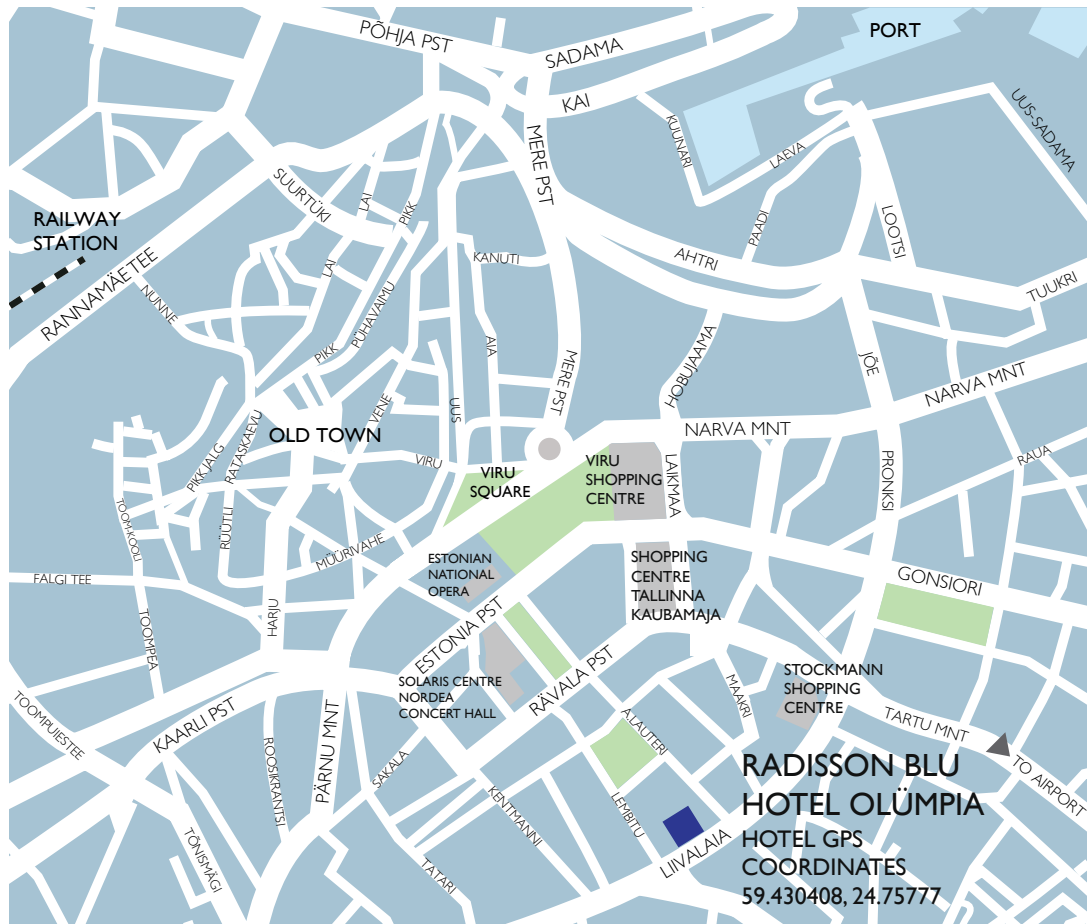 PÕHJA PST
SADAMA
PORT
KAI
KUUNARI
LAEVA
UUS-SADAMA
MERE PST
SUURTÜKI
LAI
PIKK
RAILWAY
STATION
PAADI
LOOTSI
KANUTI
AHTRI
RANNAMÄE TEE
NUNNE
LAI
PÜHAVAIMU
TUUKRI
PIKK
AIA
HOBUJAAMA
JÕE
MERE PST
NARVA MNT
VENE
UUS
OLD TOWN
NARVA MNT
PIKK JALG
RATASKAEVU
VIRU
VIRU
SQUARE
VIRU
SHOPPING
CENTRE
LAIKMAA
PRONKSI
RAUA
TOOM-KOOLI
RÜÜTLI
MÜÜRIVAHE
ESTONIAN
NATIONAL
OPERA
SHOPPING
CENTRE
TALLINNA
KAUBAMAJA
GONSIORI
FALGI TEE
HARJU
TOOMPEA
ESTONIA PST
SOLARIS CENTRE
NORDEA
CONCERT HALL
RÄVALA PST
MAAKRI
STOCKMANN
SHOPPING
CENTRE
TOOMPUIESTEE
KAARLI PST
PÄRNU MNT
ROOSIKRANTSI
SAKALA
A.LAUTERI
TARTU MNT
TO AIRPORT
KENTMANNI
LEMBITU
RADISSON BLU
HOTEL OLÜMPIA
HOTEL GPS
COORDINATES
59.430408, 24.75777
TÕNISMÄGI
TATARI
LIIVALAIA